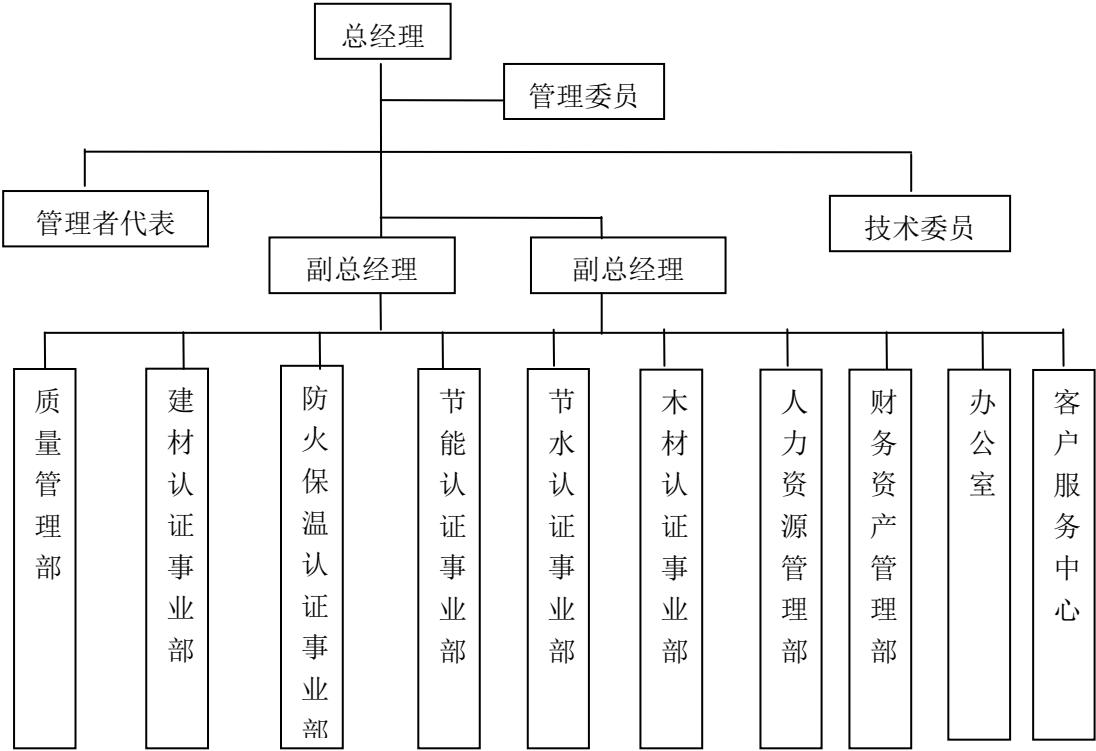 总经理
管理委员
管理者代表
技术委员
副总经理
副总经理
质量管理部
建材认证事业部
防火保温认证事业部
节能认证事业部
节水认证事业部
木材认证事业部
人力资源管理部
财务资产管理部
办公室
客户服务中心